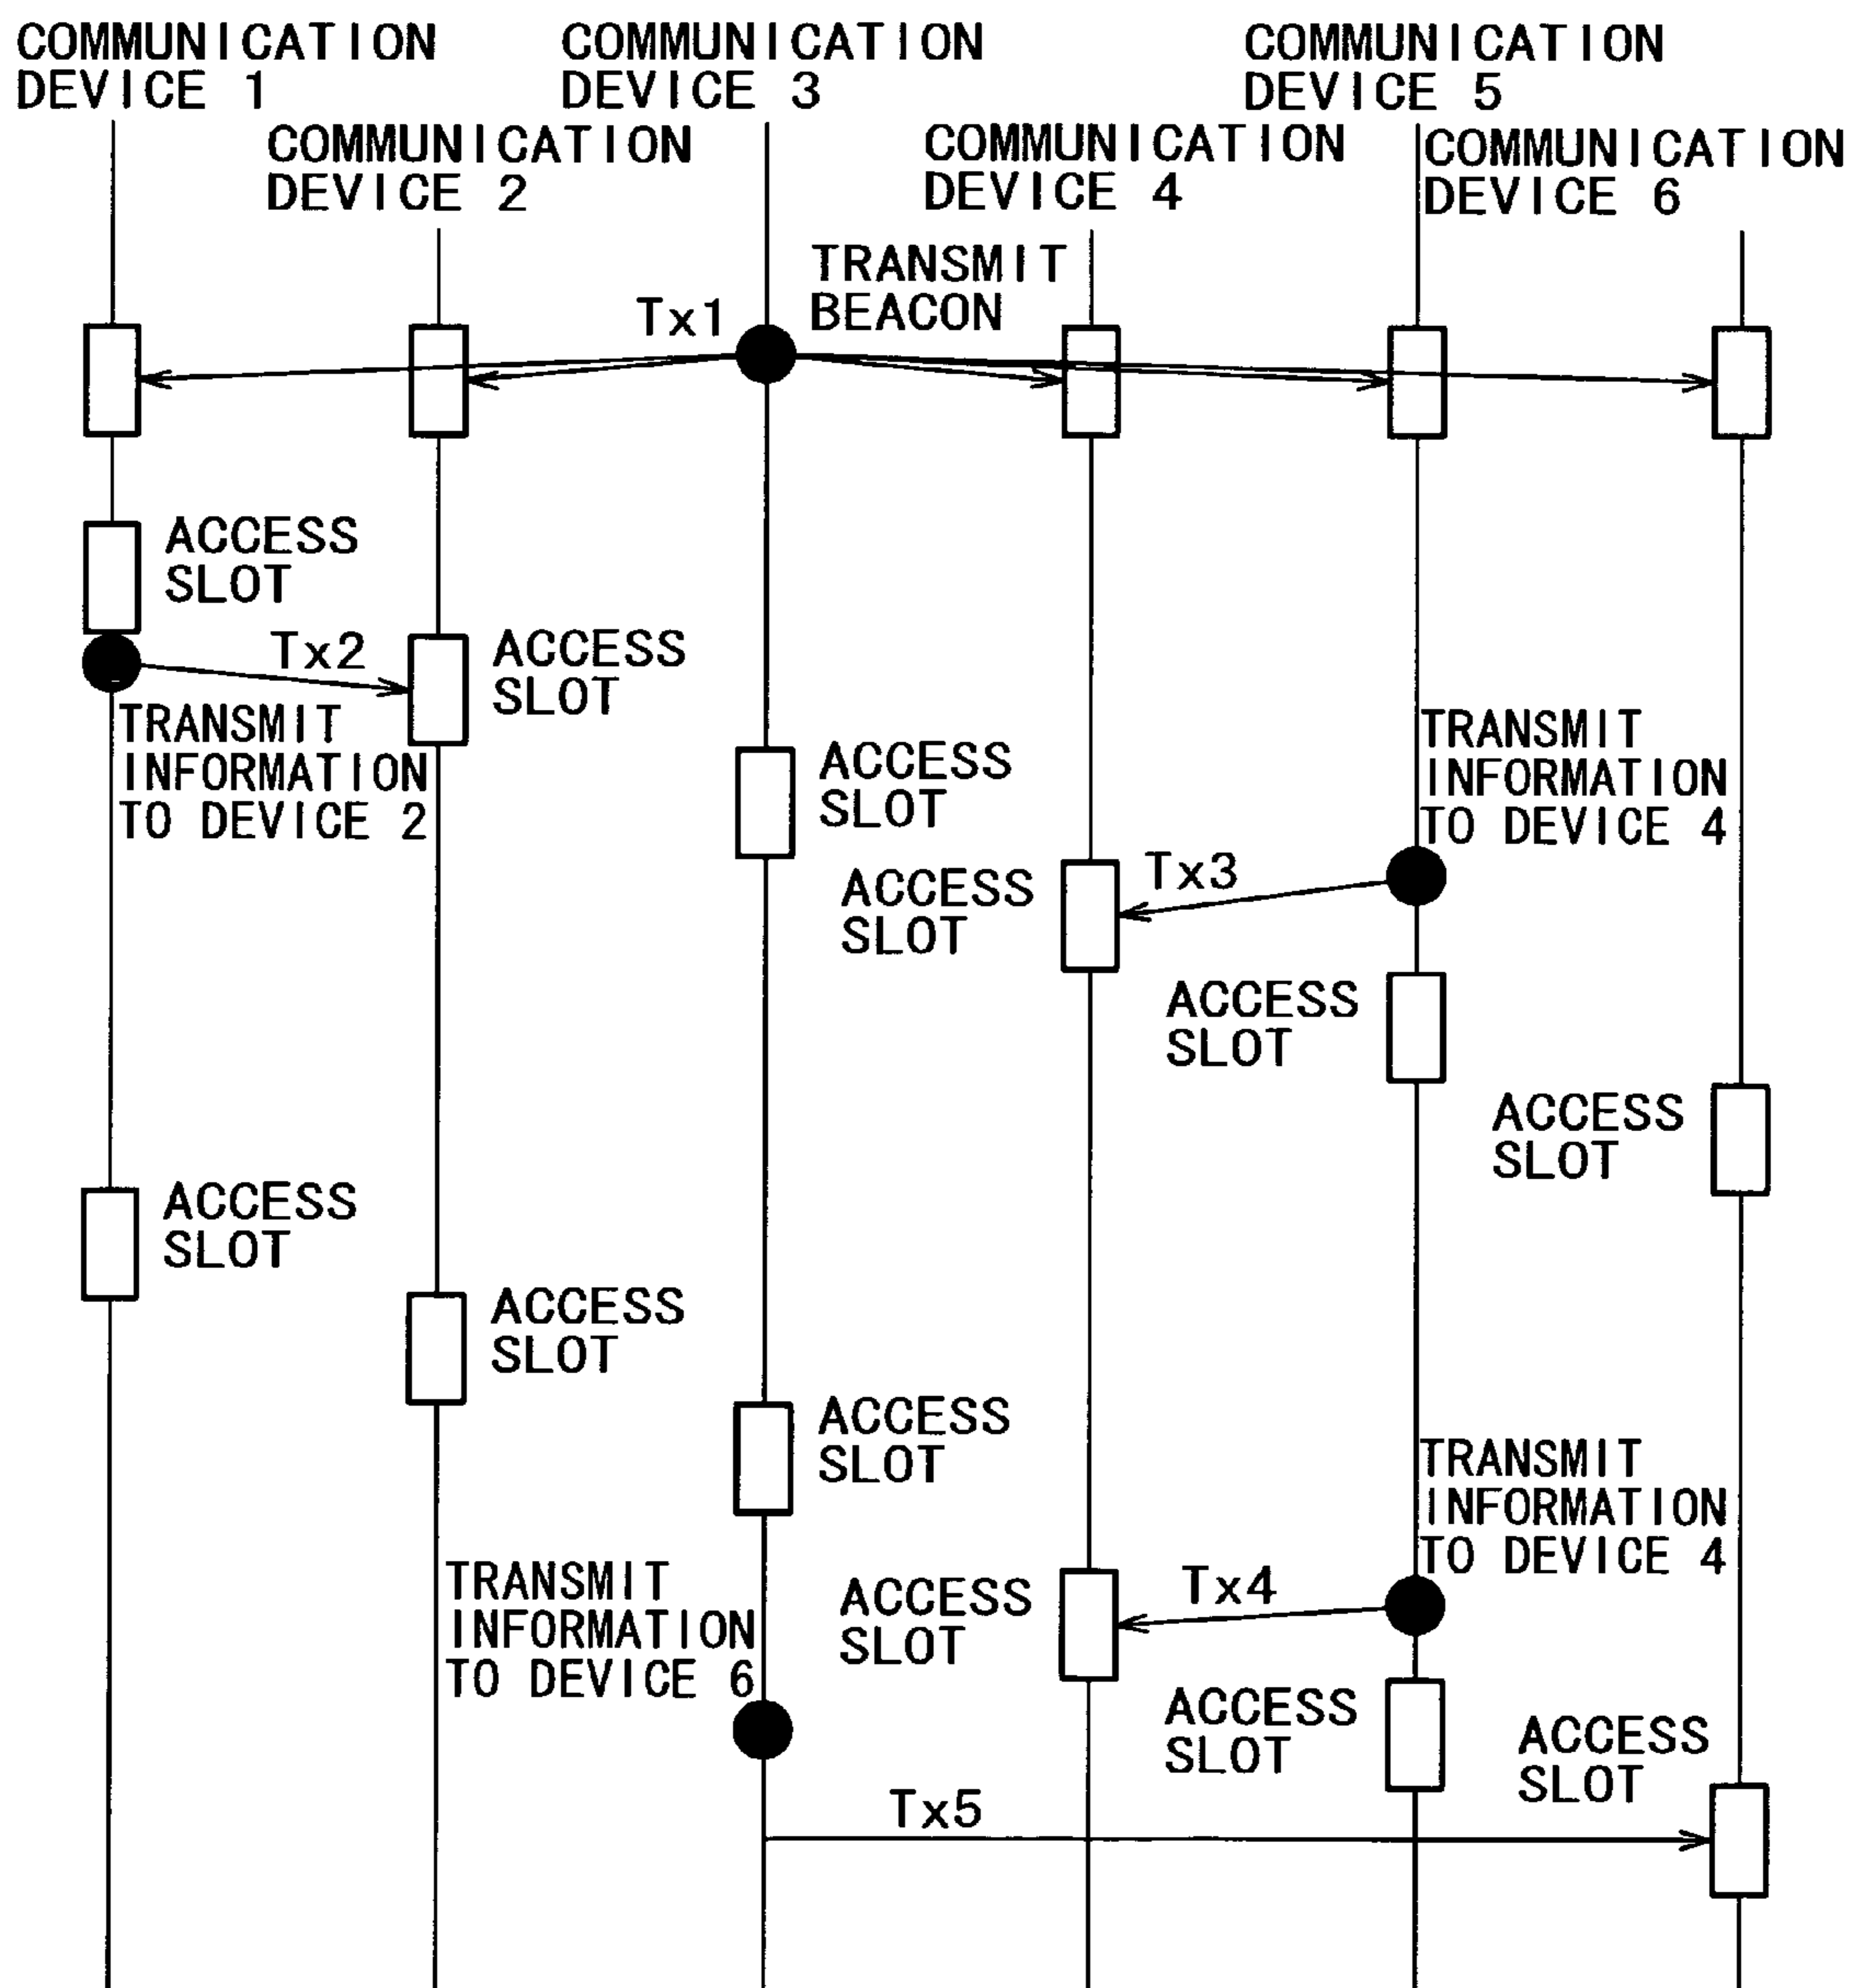 COMMUNICATION
DEVICE 1
COMMUNICATION
DEVICE 3
COMMUNICATION
DEVICE 5
COMMUNICATION
DEVICE 2
COMMUNICATION
DEVICE 4
COMMUNICATION
DEVICE 6
TRANSMIT
BEACON
Tx1
ACCESS
SLOT
Tx2
ACCESS
SLOT
TRANSMIT
INFORMATION
TO DEVICE 2
TRANSMIT
INFORMATION
TO DEVICE 4
ACCESS
SLOT
Tx3
ACCESS
SLOT
ACCESS
SLOT
ACCESS
SLOT
ACCESS
SLOT
ACCESS
SLOT
ACCESS
SLOT
TRANSMIT
INFORMATION
TO DEVICE 4
TRANSMIT
INFORMATION
TO DEVICE 6
Tx4
ACCESS
SLOT
ACCESS
SLOT
ACCESS
SLOT
Tx5